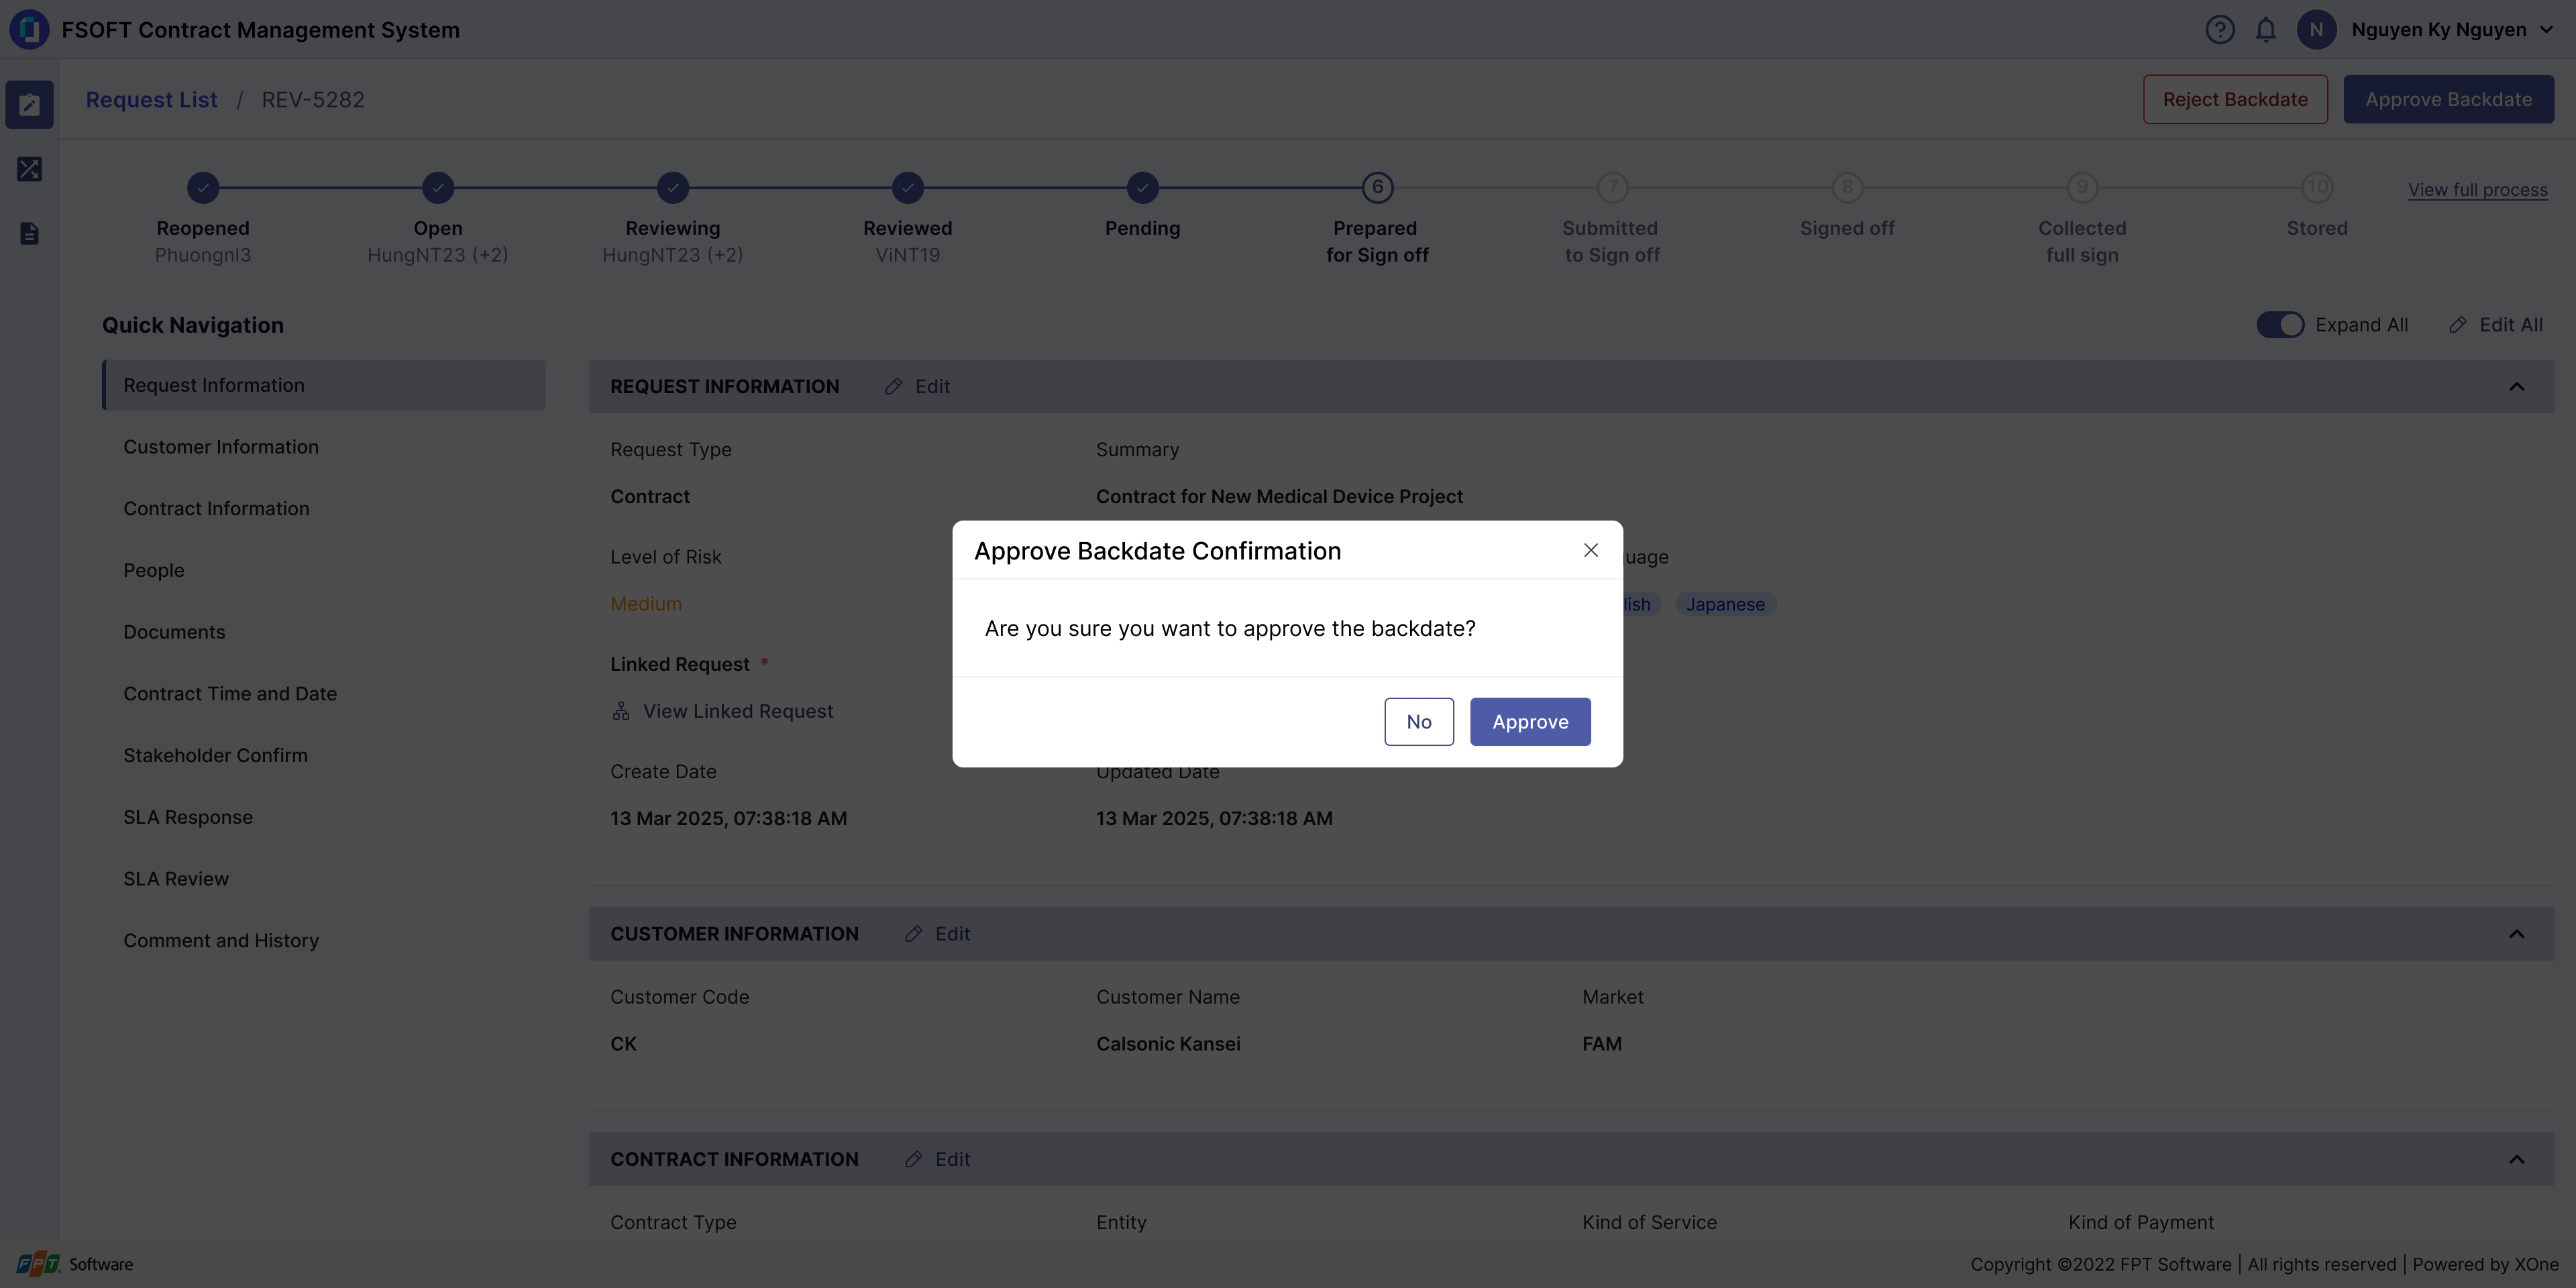 FSOFT Contract Management System
N Nguyen Ky Nguyen
Request List / REV-5282
Reject Backdate
Approve Backdate
6 7 8 9 10
View full process
Reopened
Phuongnl3
Open
HungNT23 (+2)
Reviewing
HungNT23 (+2)
Reviewed
ViNT19
Pending
Prepared
for Sign off
Submitted
to Sign off
Signed off
Collected
full sign
Stored
Quick Navigation
Expand All
Edit All
Request Information
Customer Information
Contract Information
People
Documents
Contract Time and Date
Stakeholder Confirm
SLA Response
SLA Review
Comment and History
REQUEST INFORMATION Edit
Request Type
Contract
Summary
Contract for New Medical Device Project
Level of Risk
Medium
uage
lish
Japanese
Linked Request *
View Linked Request
Create Date
13 Mar 2025, 07:38:18 AM
Updated Date
13 Mar 2025, 07:38:18 AM
Approve Backdate Confirmation
Are you sure you want to approve the backdate?
No
Approve
CUSTOMER INFORMATION Edit
Customer Code
CK
Customer Name
Calsonic Kansei
Market
FAM
CONTRACT INFORMATION Edit
Contract Type
Entity
Kind of Service
Kind of Payment
FPT Software
Copyright ©2022 FPT Software | All rights reserved | Powered by XOne